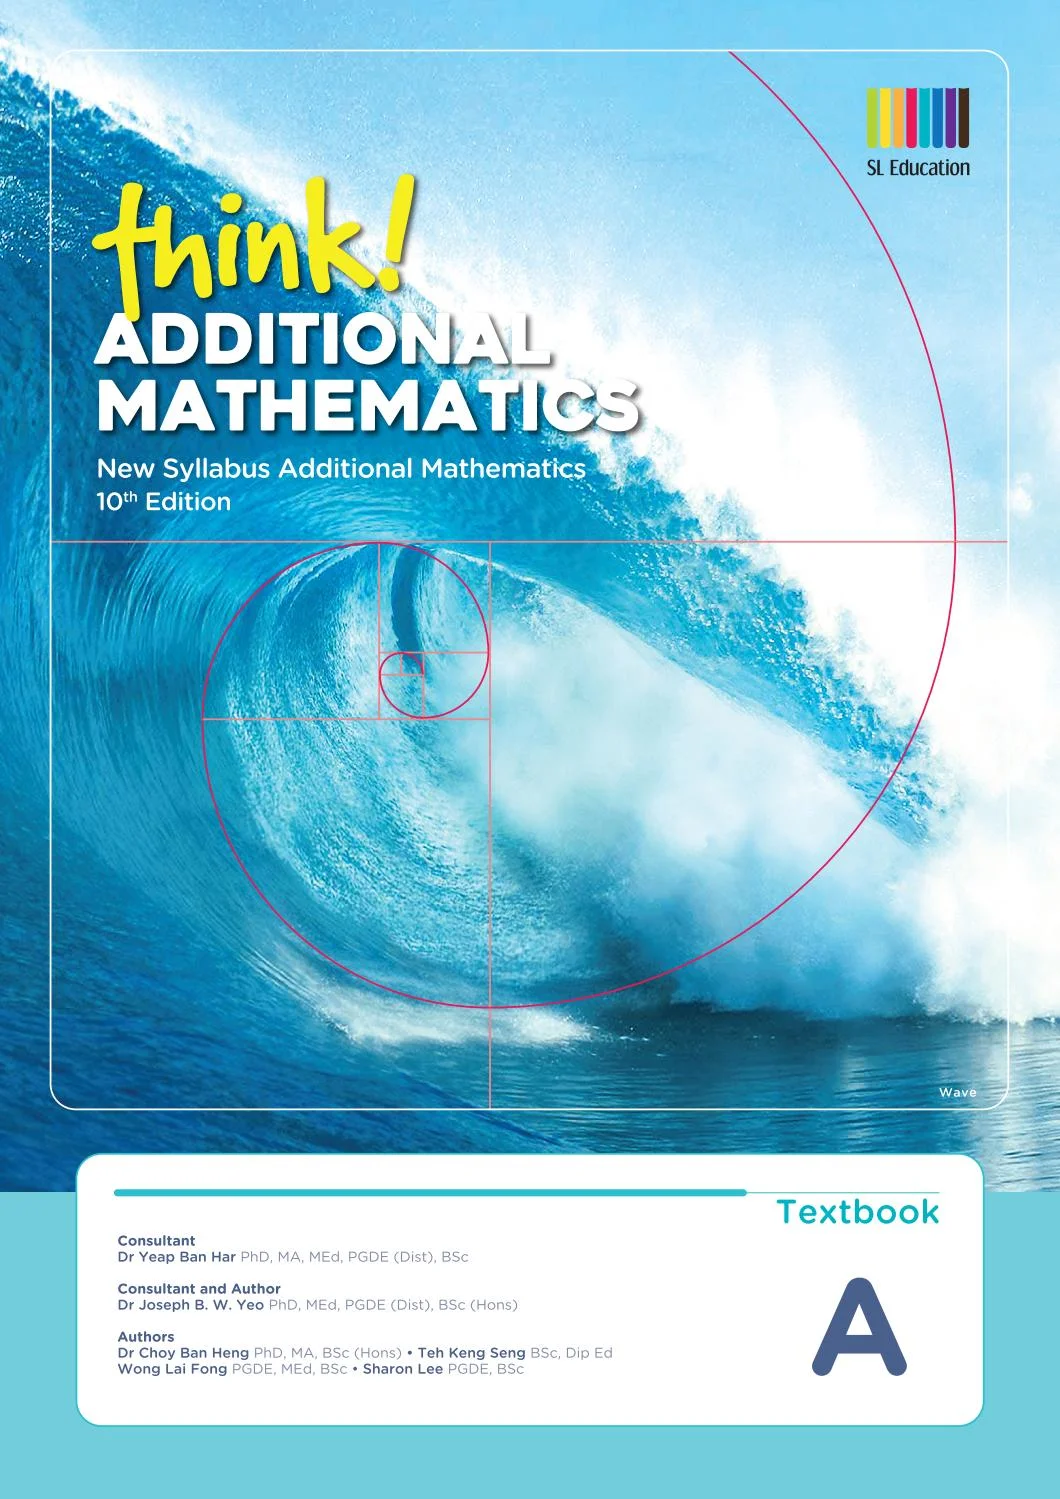 SL Education
think!
ADDITIONAL
MATHEMATICS
New Syllabus Additional Mathematics
10th Edition
Wave
Textbook
A
Consultant
Dr Yeap Ban Har PhD, MA, MEd, PGDE (Dist), BSc
Consultant and Author
Dr Joseph B. W. Yeo PhD, MEd, PGDE (Dist), BSc (Hons)
Authors
Dr Choy Ban Heng PhD, MA, BSc (Hons) • Teh Keng Seng BSc, Dip Ed
Wong Lai Fong PGDE, MEd, BSc • Sharon Lee PGDE, BSc